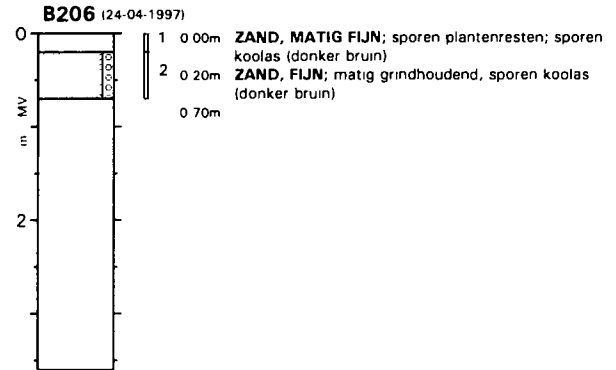 B206 (24-04-1997)
0
1 0 00m ZAND, MATIG FIJN; sporen plantenresten; sporen
koolas (donker bruin)
2 0 20m ZAND, FIJN; matig grindhoudend, sporen koolas
(donker bruin)
0 70m
m MV
2